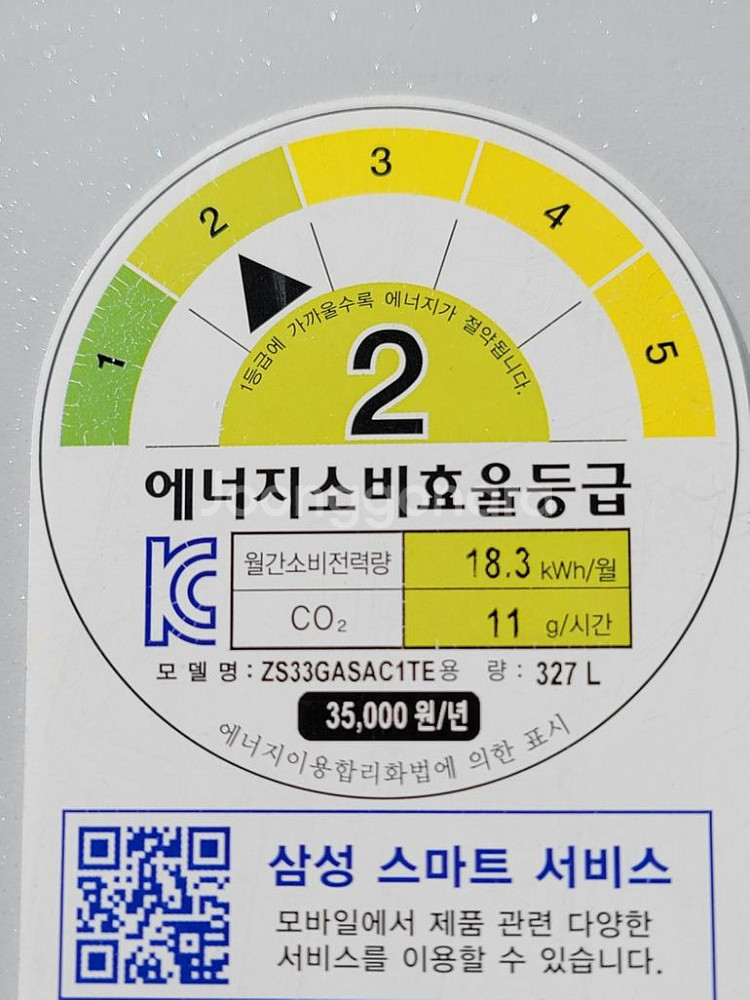 1
2
3
4
5
1등급에 가까울수록 에너지가 절약됩니다.
2
에너지소비효율등급
월간소비전력량 18.3 kWh/월
CO₂ 11 g/시간
모델명: ZS33GASAC1TE 용 량: 327 L
35,000 원/년
에너지이용합리화법에 의한 표시
삼성 스마트 서비스
모바일에서 제품 관련 다양한
서비스를 이용할 수 있습니다.